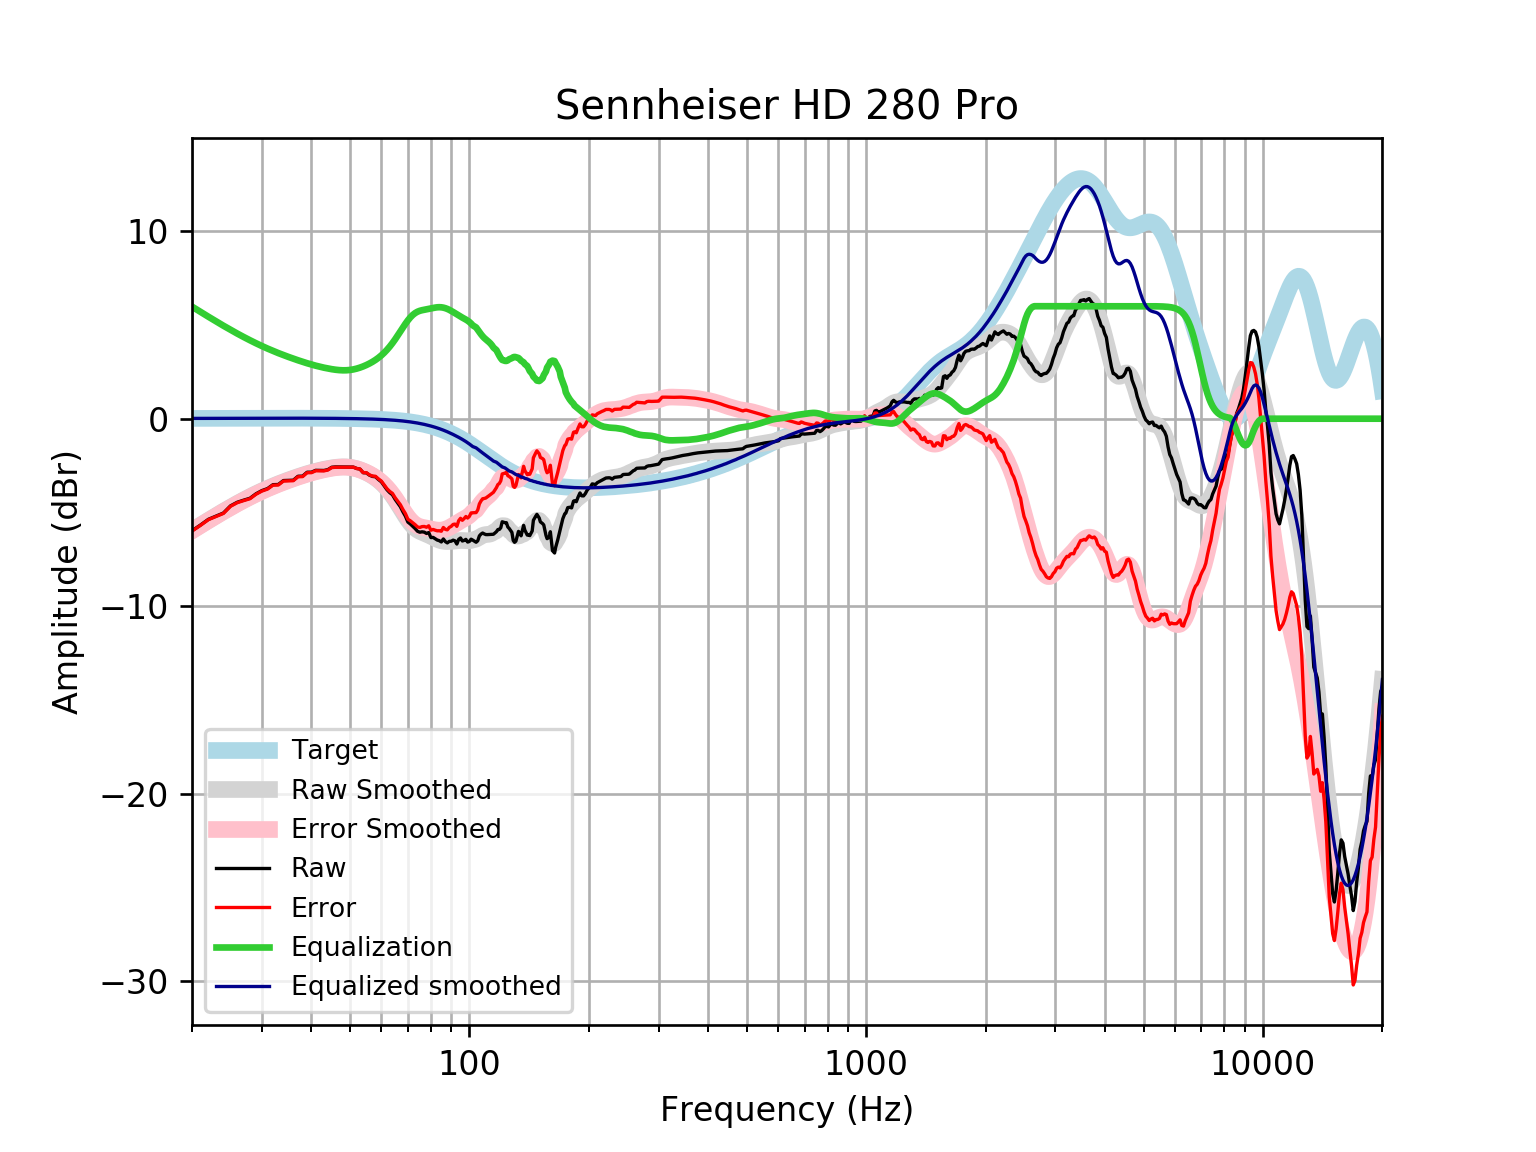 Sennheiser HD 280 Pro
10
0
−10
−20
−30
Amplitude (dBr)
Target
Raw Smoothed
Error Smoothed
Raw
Error
Equalization
Equalized smoothed
100
1000
10000
Frequency (Hz)